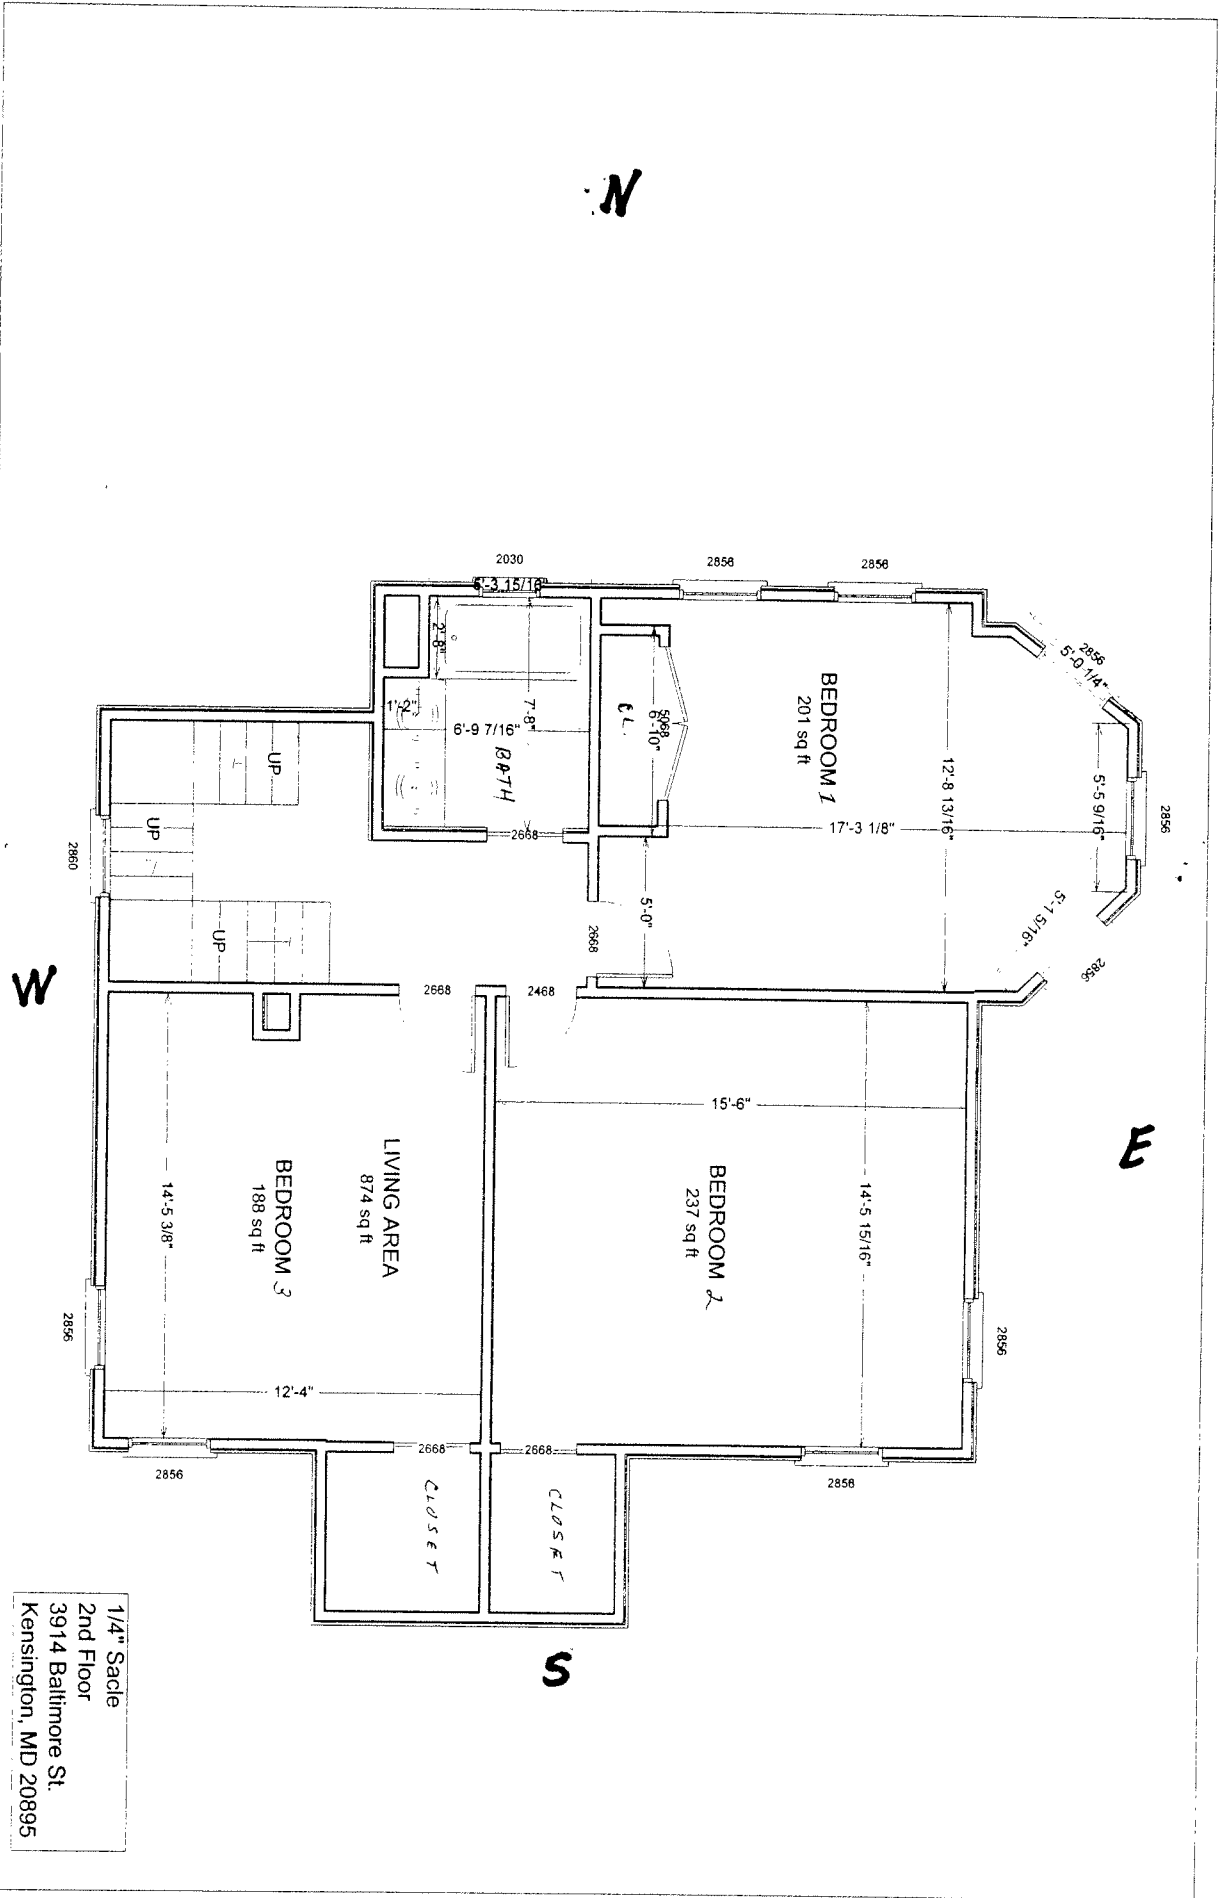 N
2030
2856
2856
5'-3 15/16
2'-8"
1'-2"
7'-8"
6'-9 7/16"
BATH
2668
CL.
5068
6'-10"
BEDROOM 1
201 sq ft
12'-8 13/16"
17'-3 1/8"
2856
5'-0 1/4"
5'-5 9/16"
2856
5'-1 5/16"
2856
5'-0"
2668
UP
UP
UP
2860
W
2668
2468
E
15'-6"
14'-5 15/16"
BEDROOM 2
237 sq ft
2856
LIVING AREA
874 sq ft
BEDROOM 3
188 sq ft
14'-5 3/8"
12'-4"
2856
2856
2668
2668
2856
CLOSET
CLOSET
S
1/4" Sacle
2nd Floor
3914 Baltimore St.
Kensington, MD 20895